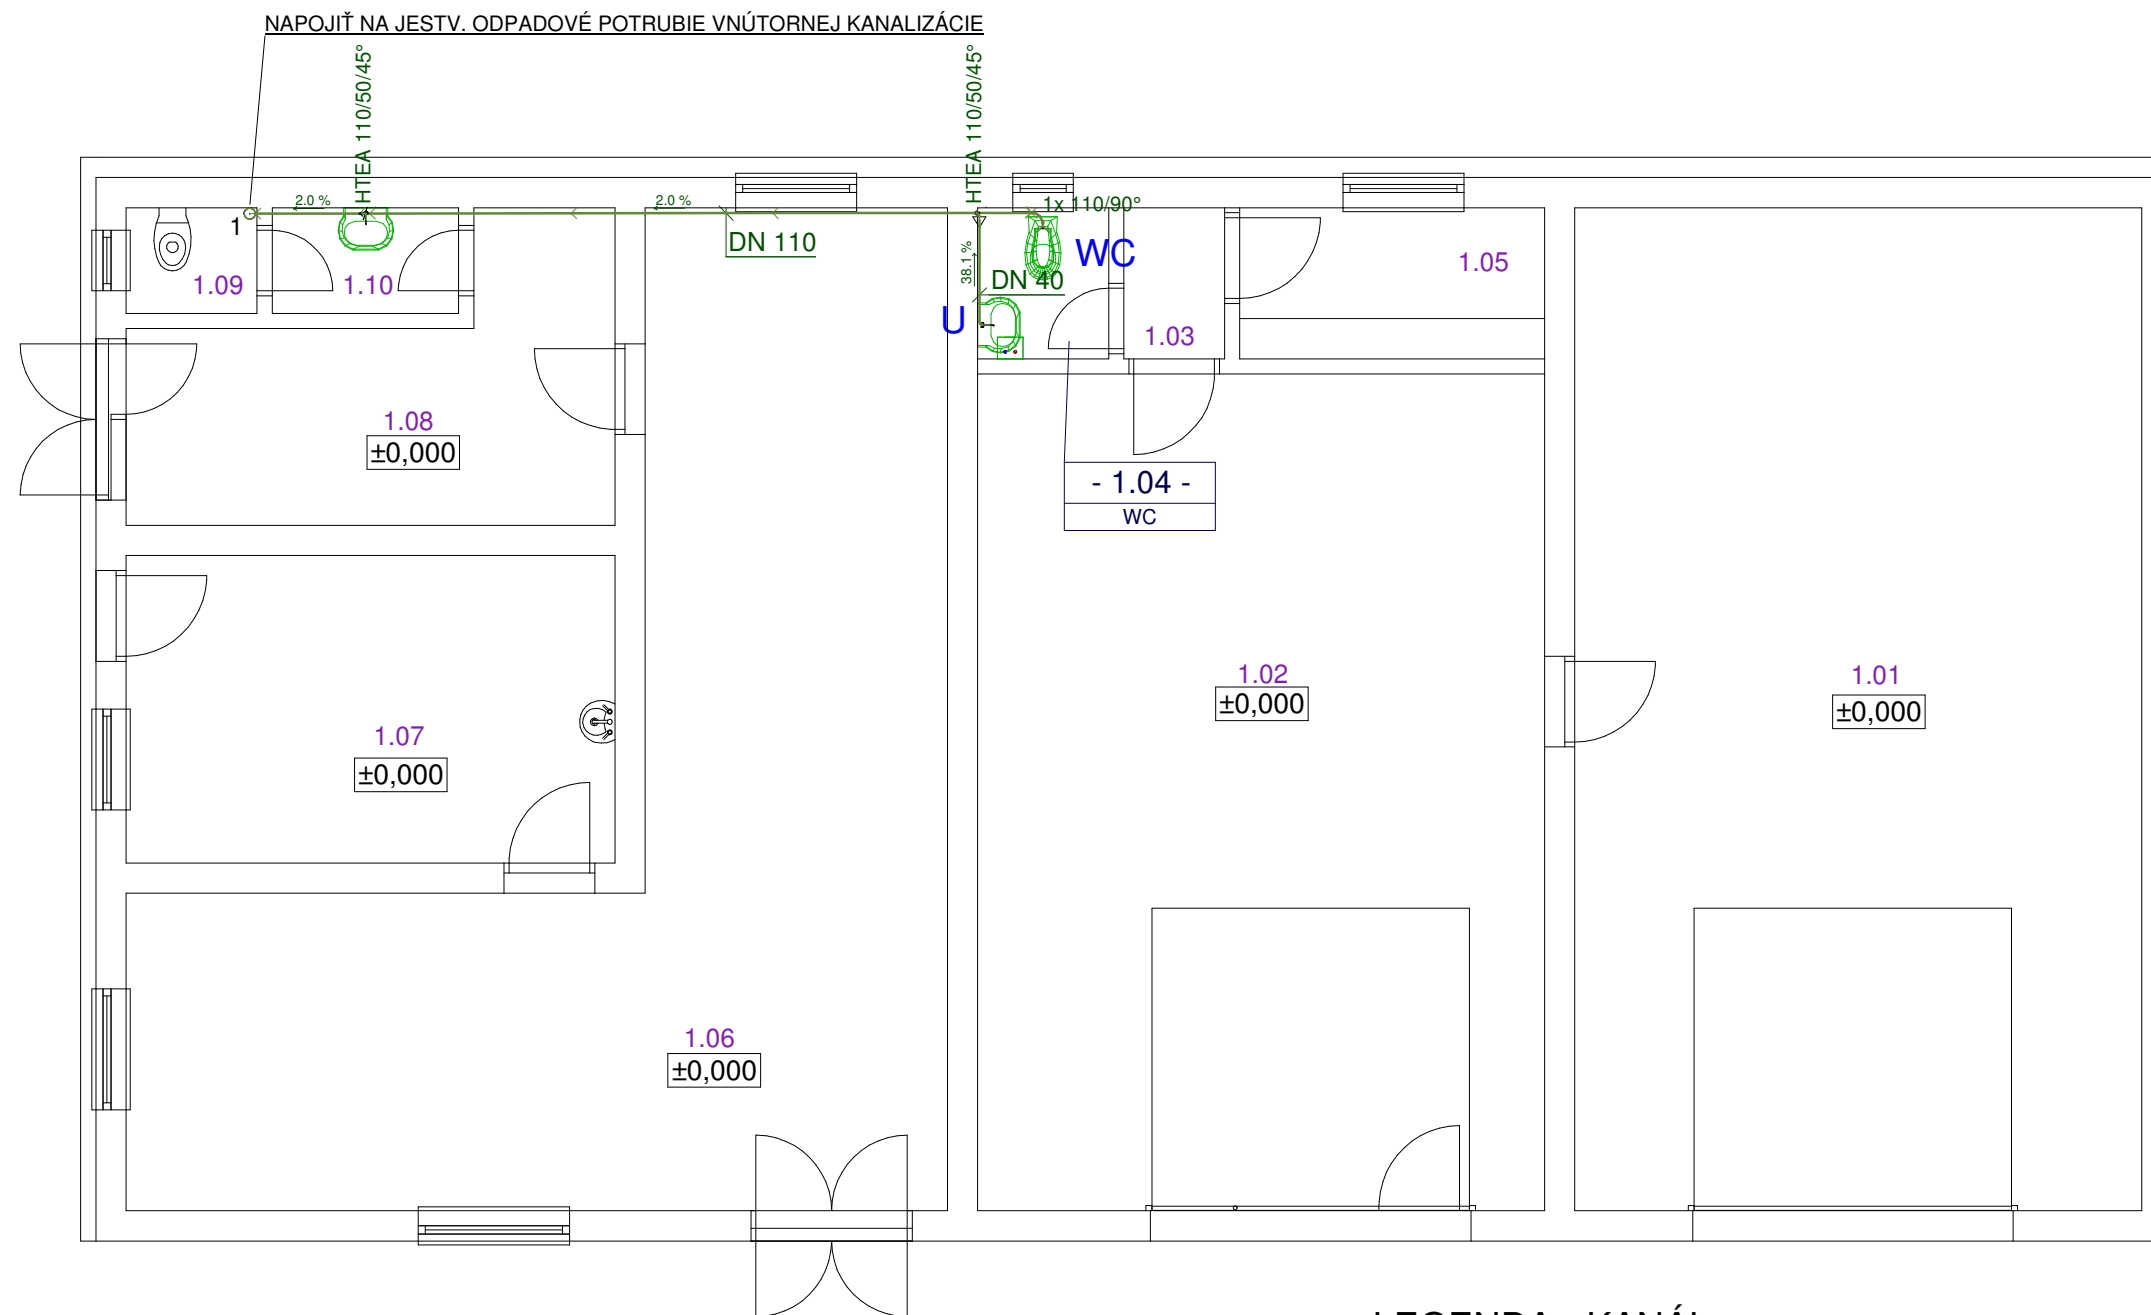 NAPOJIŤ NA JESTV. ODPADOVÉ POTRUBIE VNÚTORNEJ KANALIZÁCIE
HTEA 110/50/45°
HTEA 110/50/45°
2.0 %
2.0 %
1x 110/90°
1
DN 110
WC
38.1 %
DN 40
1.09
1.10
U
1.03
1.05
1.08
±0,000
- 1.04 -
WC
1.02
±0,000
1.01
±0,000
1.07
±0,000
1.06
±0,000